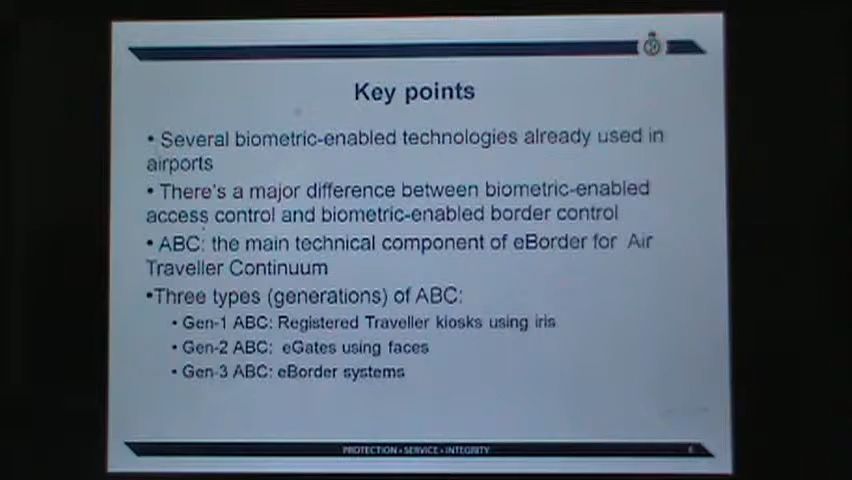 Key points
• Several biometric-enabled technologies already used in
airports
• There's a major difference between biometric-enabled
access control and biometric-enabled border control
• ABC: the main technical component of eBorder for Air
Traveller Continuum
•Three types (generations) of ABC:
• Gen-1 ABC: Registered Traveller kiosks using iris
• Gen-2 ABC: eGates using faces
• Gen-3 ABC: eBorder systems
PROTECTION • SERVICE • INTEGRITY